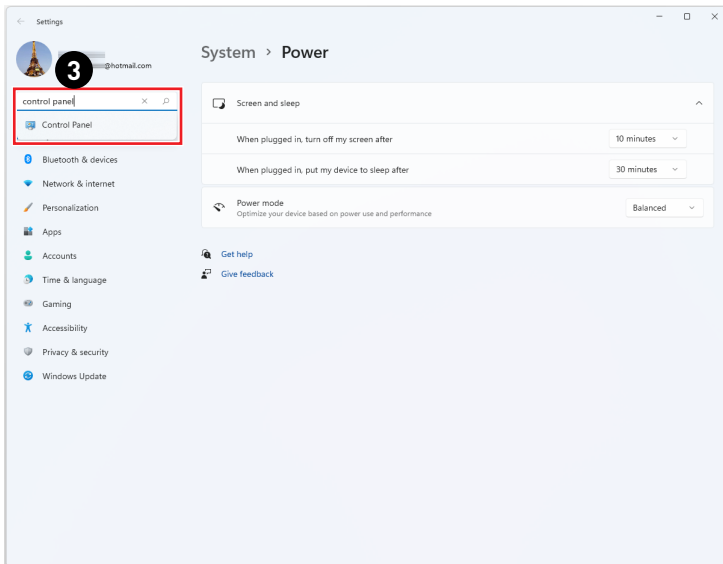 Settings
3
@hotmail.com
System > Power
control panel
Control Panel
Bluetooth & devices
Network & internet
Personalization
Apps
Accounts
Time & language
Gaming
Accessibility
Privacy & security
Windows Update
Screen and sleep
When plugged in, turn off my screen after
10 minutes
When plugged in, put my device to sleep after
30 minutes
Power mode
Optimize your device based on power use and performance
Balanced
Get help
Give feedback